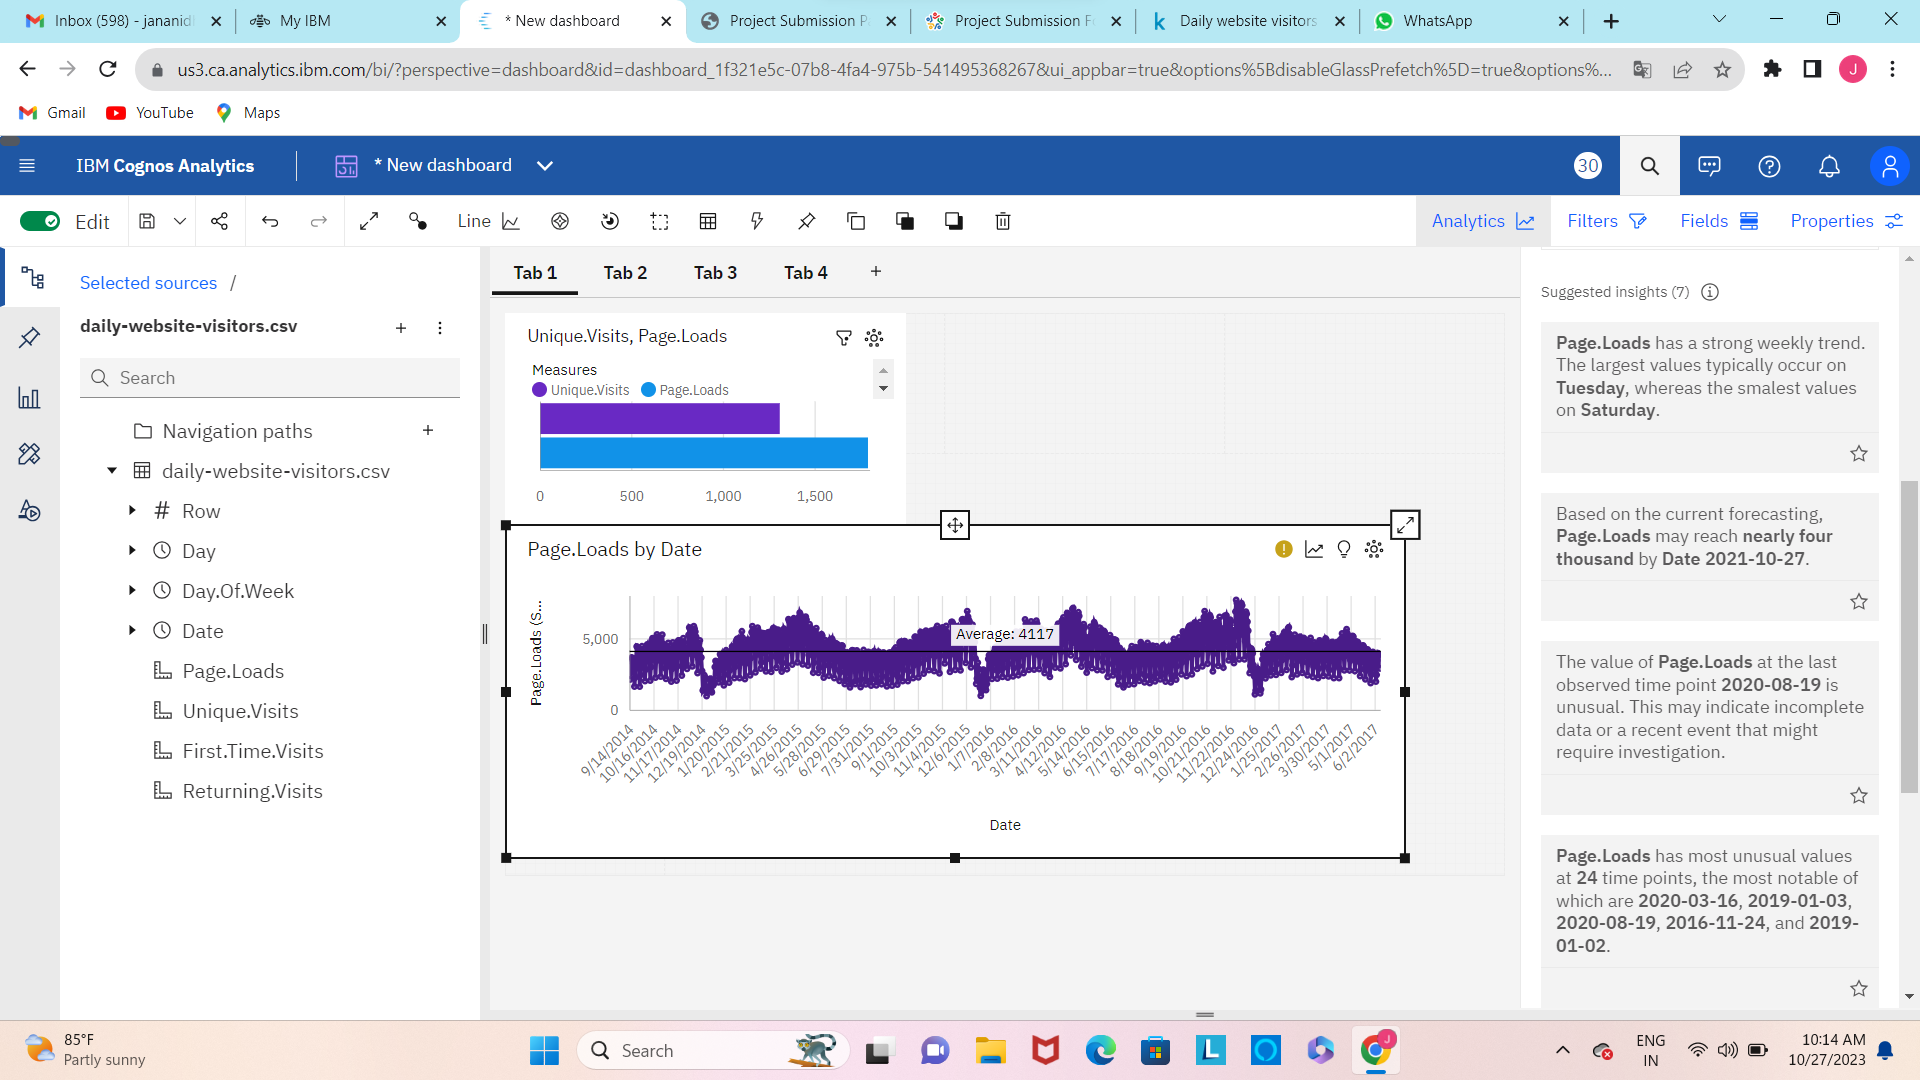 Inbox (598) - jananid
My IBM
* New dashboard
Project Submission P
Project Submission F
Daily website visitors
WhatsApp
us3.ca.analytics.ibm.com/bi/?perspective=dashboard&id=dashboard_1f321e5c-07b8-4fa4-975b-541495368267&ui_appbar=true&options%5BdisableGlassPrefetch%5D=true&options%...
J
Gmail
YouTube
Maps
IBM Cognos Analytics
* New dashboard
30
Edit
Line
Analytics
Filters
Fields
Properties
Selected sources /
daily-website-visitors.csv
Search
Navigation paths
daily-website-visitors.csv
Row
Day
Day.Of.Week
Date
Page.Loads
Unique.Visits
First.Time.Visits
Returning.Visits
Tab 1
Tab 2
Tab 3
Tab 4
Unique.Visits, Page.Loads
Measures
Unique.Visits
Page.Loads
0
500
1,000
1,500
Page.Loads by Date
Page.Loads (S...
5,000
0
Average: 4117
9/14/2014
10/16/2014
11/17/2014
12/19/2014
1/20/2015
2/21/2015
3/25/2015
4/26/2015
5/28/2015
6/29/2015
7/31/2015
9/1/2015
10/3/2015
11/4/2015
12/6/2015
1/7/2016
2/8/2016
3/11/2016
4/12/2016
5/14/2016
6/15/2016
7/17/2016
8/18/2016
9/19/2016
10/21/2016
11/22/2016
12/24/2016
1/25/2017
2/26/2017
3/30/2017
5/1/2017
6/2/2017
Date
Suggested insights (7)
Page.Loads has a strong weekly trend.
The largest values typically occur on
Tuesday, whereas the smalest values
on Saturday.
Based on the current forecasting,
Page.Loads may reach nearly four
thousand by Date 2021-10-27.
The value of Page.Loads at the last
observed time point 2020-08-19 is
unusual. This may indicate incomplete
data or a recent event that might
require investigation.
Page.Loads has most unusual values
at 24 time points, the most notable of
which are 2020-03-16, 2019-01-03,
2020-08-19, 2016-11-24, and 2019-
01-02.
85°F
Partly sunny
Search
L
J
ENG
IN
10:14 AM
10/27/2023